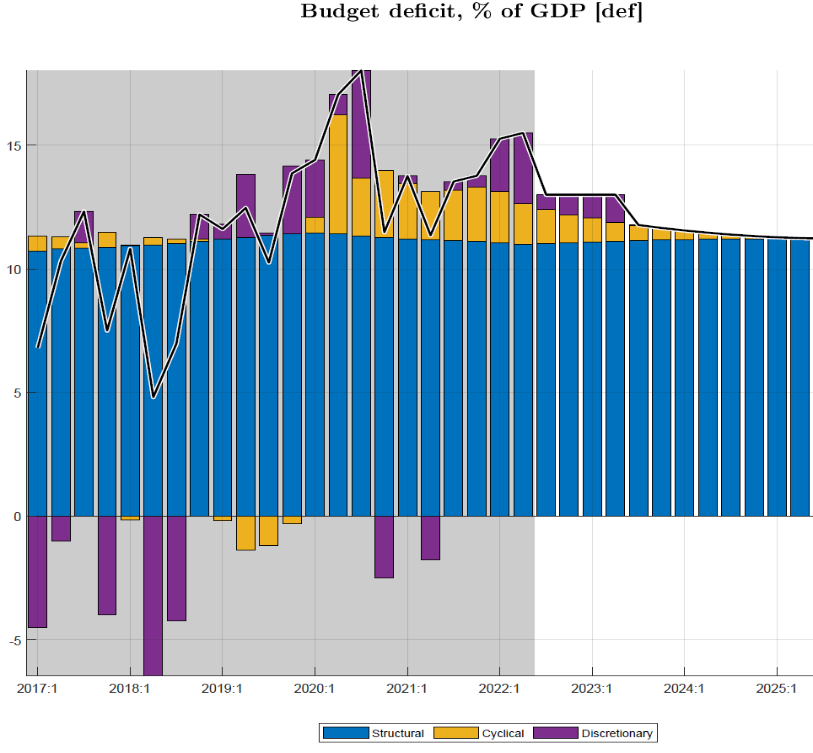 Budget deficit, % of GDP [def]
15
10
5
0
-5
2017:1 2018:1 2019:1 2020:1 2021:1 2022:1 2023:1 2024:1 2025:1
Structural Cyclical Discretionary